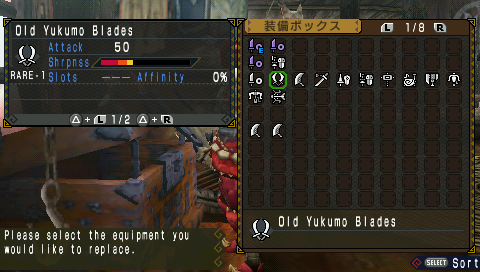 Old Yukumo Blades
Attack 50
Shrpnss
RARE-1 Slots --- Affinity 0%
△+L 1/2 △+R
装備ボックス L 1/8 R
E
Old Yukumo Blades
Please select the equipment you
would like to replace.
SELECT Sort